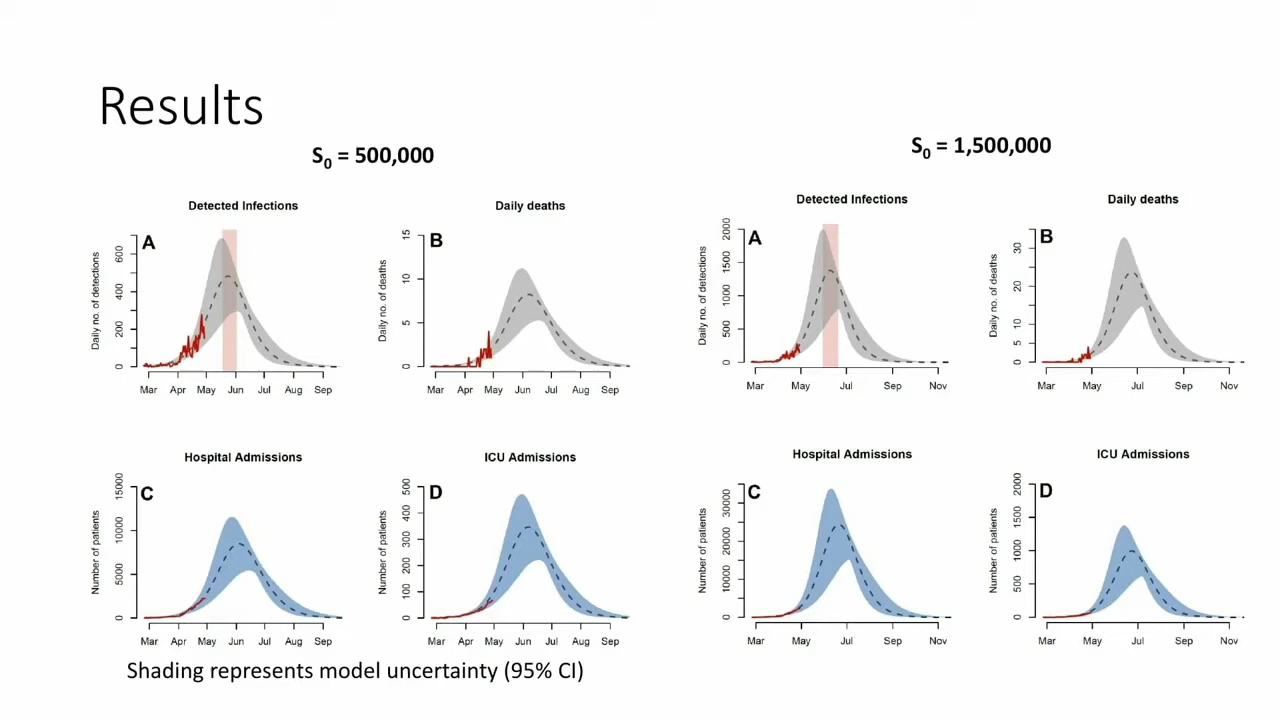 Results
S0 = 500,000
Detected Infections
A
Daily no. of detections
0 200 400 600
Mar Apr May Jun Jul Aug Sep
Daily deaths
B
Daily no. of deaths
0 5 10 15
Mar Apr May Jun Jul Aug Sep
Hospital Admissions
C
Number of patients
0 5000 10000 15000
Mar Apr May Jun Jul Aug Sep
ICU Admissions
D
Number of patients
0 100 200 300 400 500
Mar Apr May Jun Jul Aug Sep
Shading represents model uncertainty (95% CI)
S0 = 1,500,000
Detected Infections
A
Daily no. of detections
0 500 1000 1500 2000
Mar May Jul Sep Nov
Daily deaths
B
Daily no. of deaths
0 5 10 20 30
Mar May Jul Sep Nov
Hospital Admissions
C
Number of patients
0 10000 20000 30000
Mar May Jul Sep Nov
ICU Admissions
D
Number of patients
0 500 1000 1500 2000
Mar May Jul Sep Nov